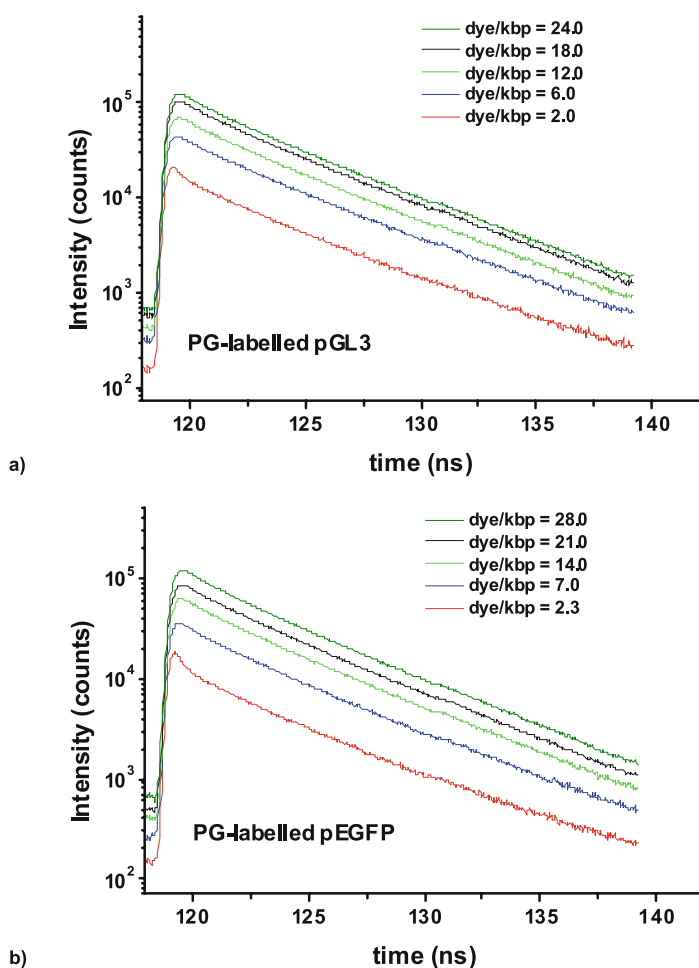 dye/kbp = 24.0
dye/kbp = 18.0
dye/kbp = 12.0
dye/kbp = 6.0
dye/kbp = 2.0
10^5
10^4
10^3
10^2
Intensity (counts)
PG-labelled pGL3
120 125 130 135 140
a) time (ns)
dye/kbp = 28.0
dye/kbp = 21.0
dye/kbp = 14.0
dye/kbp = 7.0
dye/kbp = 2.3
10^5
10^4
10^3
10^2
Intensity (counts)
PG-labelled pEGFP
120 125 130 135 140
b) time (ns)